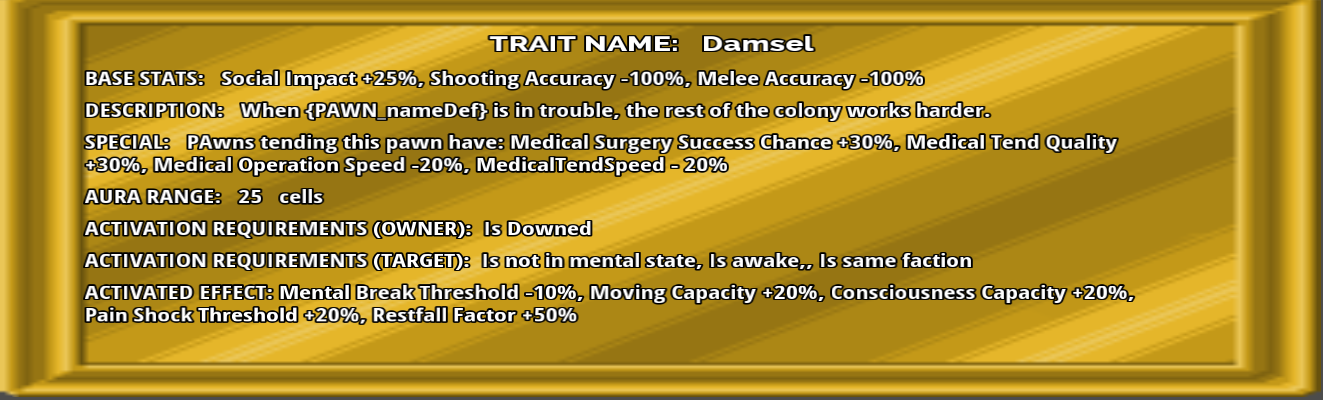 TRAIT NAME: Damsel
BASE STATS: Social Impact +25%, Shooting Accuracy -100%, Melee Accuracy -100%
DESCRIPTION: When {PAWN_nameDef} is in trouble, the rest of the colony works harder.
SPECIAL: PAwns tending this pawn have: Medical Surgery Success Chance +30%, Medical Tend Quality
+30%, Medical Operation Speed -20%, MedicalTendSpeed - 20%
AURA RANGE: 25 cells
ACTIVATION REQUIREMENTS (OWNER): Is Downed
ACTIVATION REQUIREMENTS (TARGET): Is not in mental state, Is awake,, Is same faction
ACTIVATED EFFECT: Mental Break Threshold -10%, Moving Capacity +20%, Consciousness Capacity +20%,
Pain Shock Threshold +20%, Restfall Factor +50%